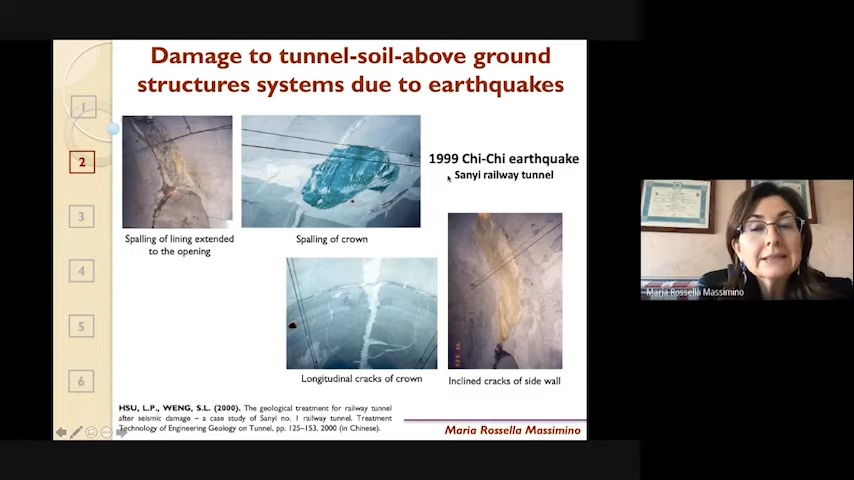 Damage to tunnel-soil-above ground
structures systems due to earthquakes
1
2
3
4
5
6
1999 Chi-Chi earthquake
Sanyi railway tunnel
Spalling of lining extended
to the opening
Spalling of crown
Longitudinal cracks of crown
Inclined cracks of side wall
HSU, L.P., WENG, S.L. (2000). The geological treatment for railway tunnel
after seismic damage – a case study of Sanyi no. 1 railway tunnel. Treatment
Technology of Engineering Geology on Tunnel, pp. 125–153, 2000 (in Chinese).
Maria Rossella Massimino
Maria Rossella Massimino